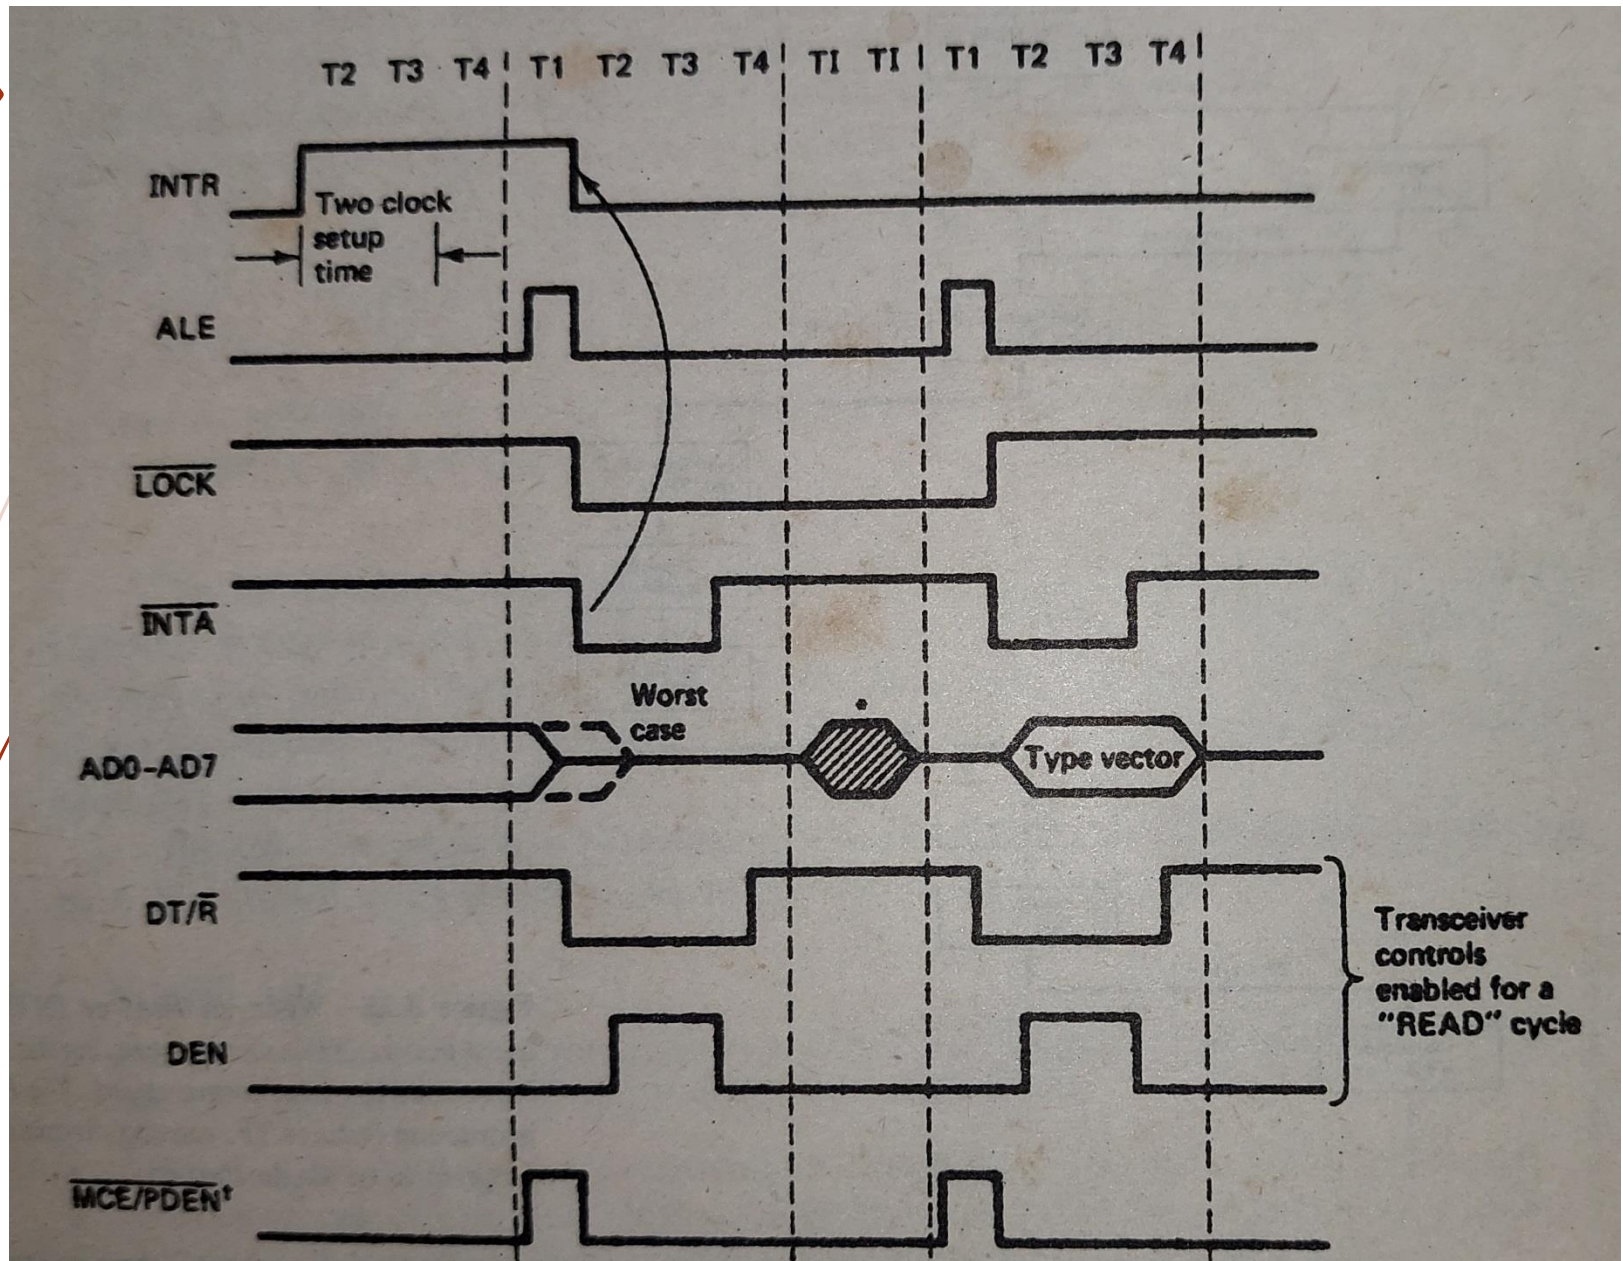 T2 T3 T4 T1 T2 T3 T4 TI TI T1 T2 T3 T4
INTR
Two clock
setup
time
ALE
LOCK
INTA
Worst
case
*
AD0-AD7
Type vector
DT/R
DEN
Transceiver
controls
enabled for a
"READ" cycle
MCE/PDEN†